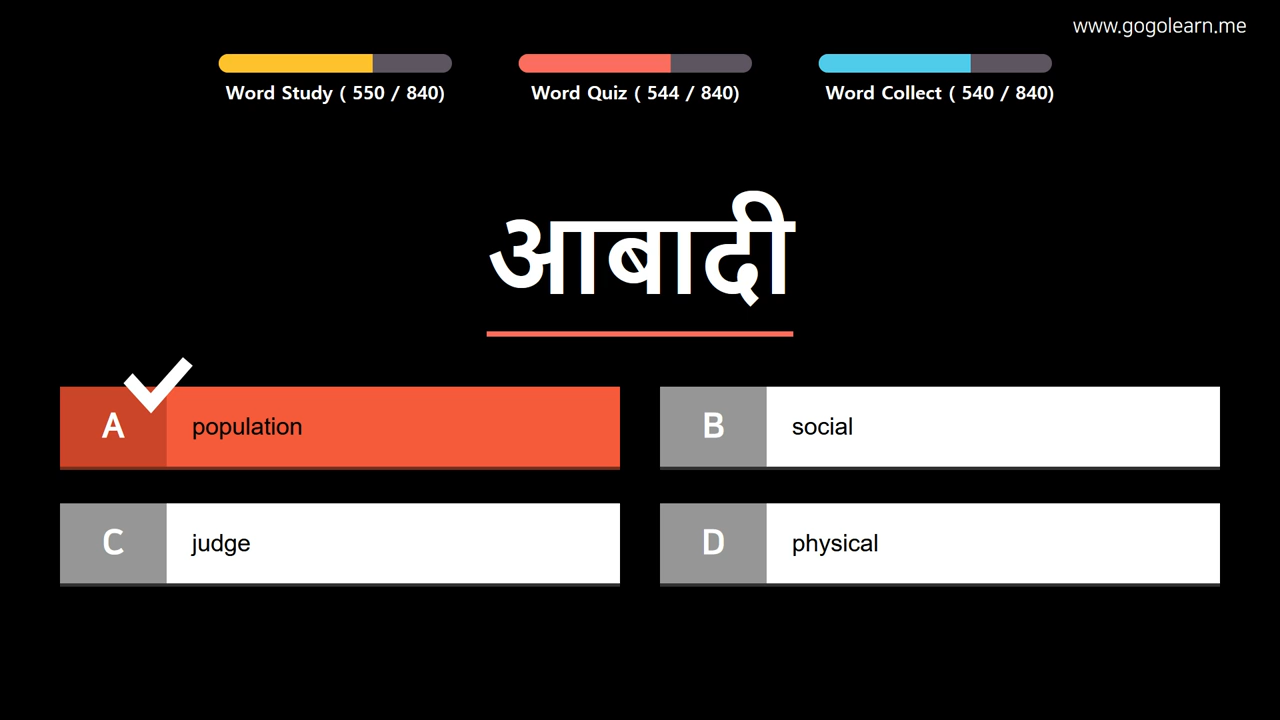 www.gogolearn.me
Word Study ( 550 / 840)
Word Quiz ( 544 / 840)
Word Collect ( 540 / 840)
आबादी
A population
B social
C judge
D physical